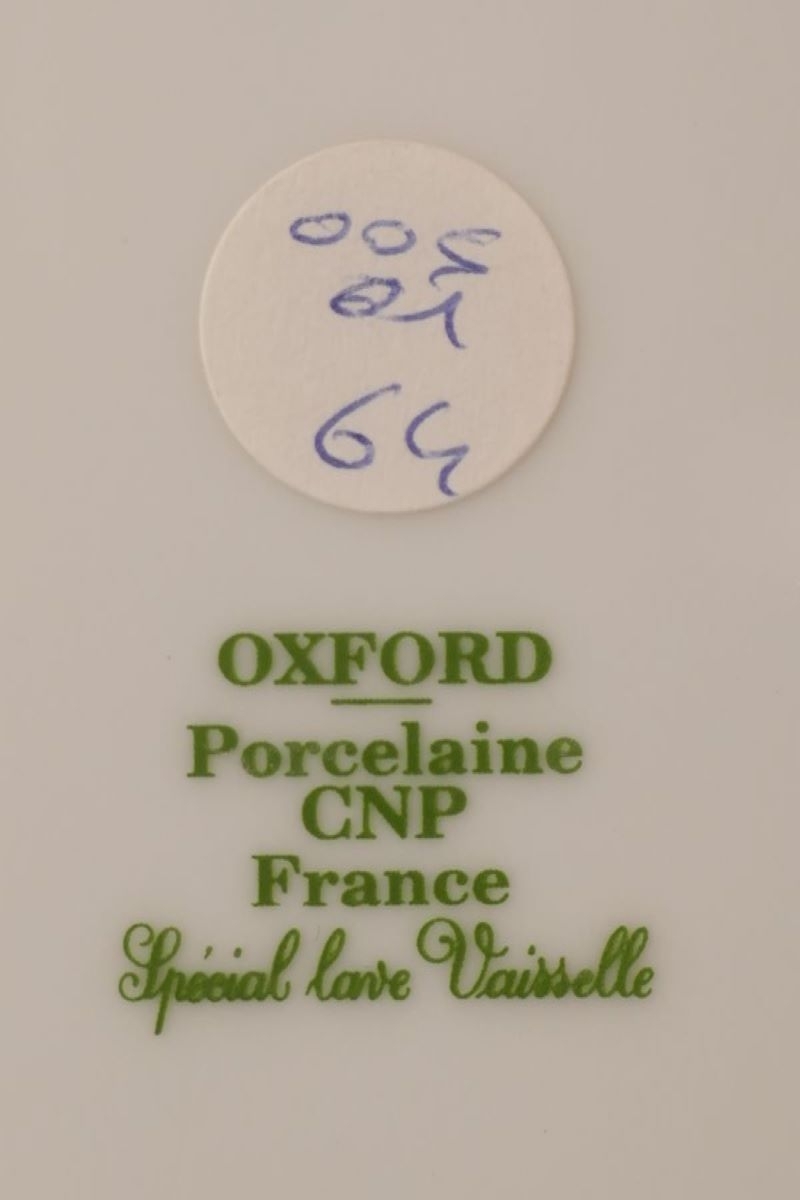 64
OXFORD
Porcelaine
CNP
France
Spécial lave Vaisselle